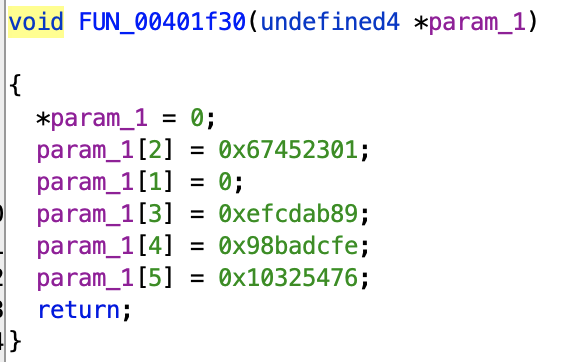 void FUN_00401f30(undefined4 *param_1)
{
*param_1 = 0;
param_1[2] = 0x67452301;
param_1[1] = 0;
param_1[3] = 0xefcdab89;
param_1[4] = 0x98badcfe;
param_1[5] = 0x10325476;
return;
}